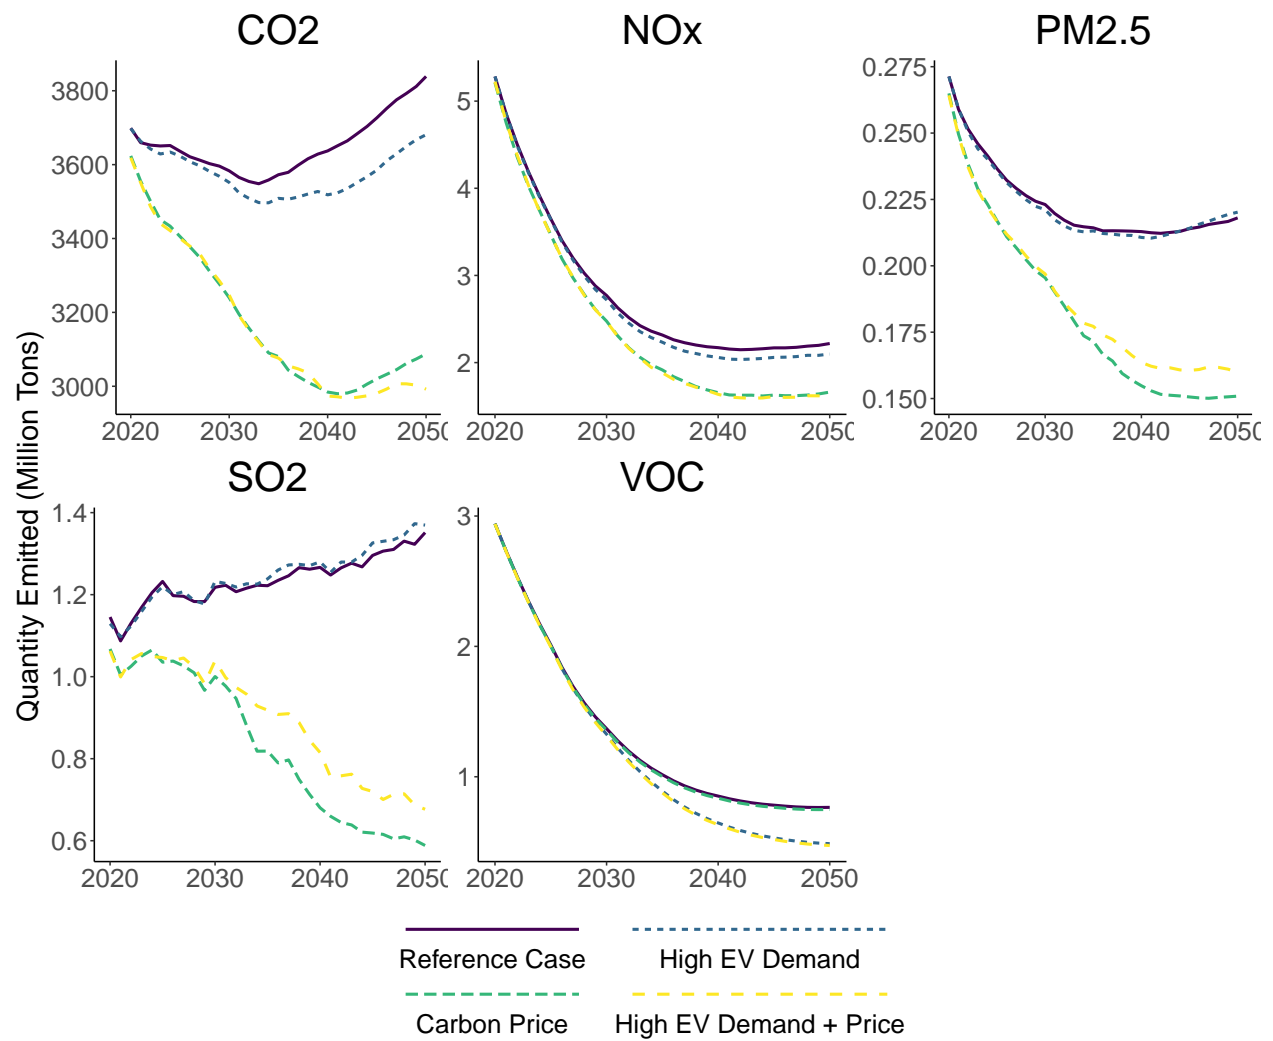 CO2
NOx
PM2.5
3800
3600
3400
3200
3000
2020 2030 2040 2050
5
4
3
2
2020 2030 2040 2050
0.275
0.250
0.225
0.200
0.175
0.150
2020 2030 2040 2050
Quantity Emitted (Million Tons)
SO2
VOC
1.4
1.2
1.0
0.8
0.6
2020 2030 2040 2050
3
2
1
2020 2030 2040 2050
Reference Case
High EV Demand
Carbon Price
High EV Demand + Price